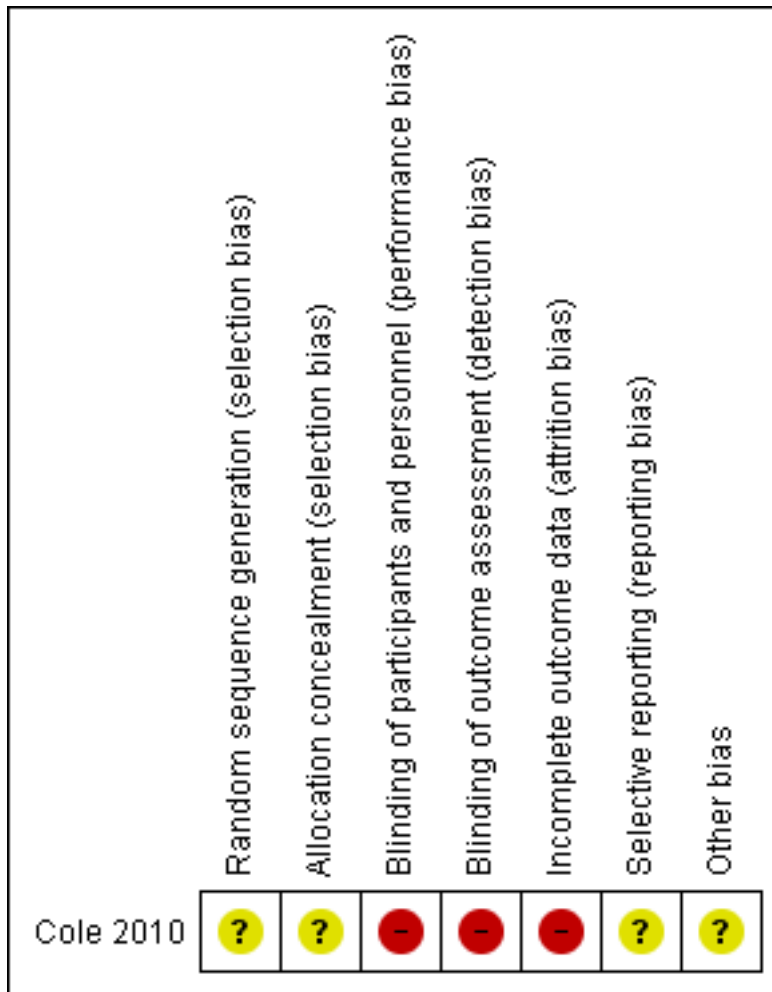 Random sequence generation (selection bias)
Allocation concealment (selection bias)
Blinding of participants and personnel (performance bias)
Blinding of outcome assessment (detection bias)
Incomplete outcome data (attrition bias)
Selective reporting (reporting bias)
Other bias
Cole 2010 ? ? - - - ? ?